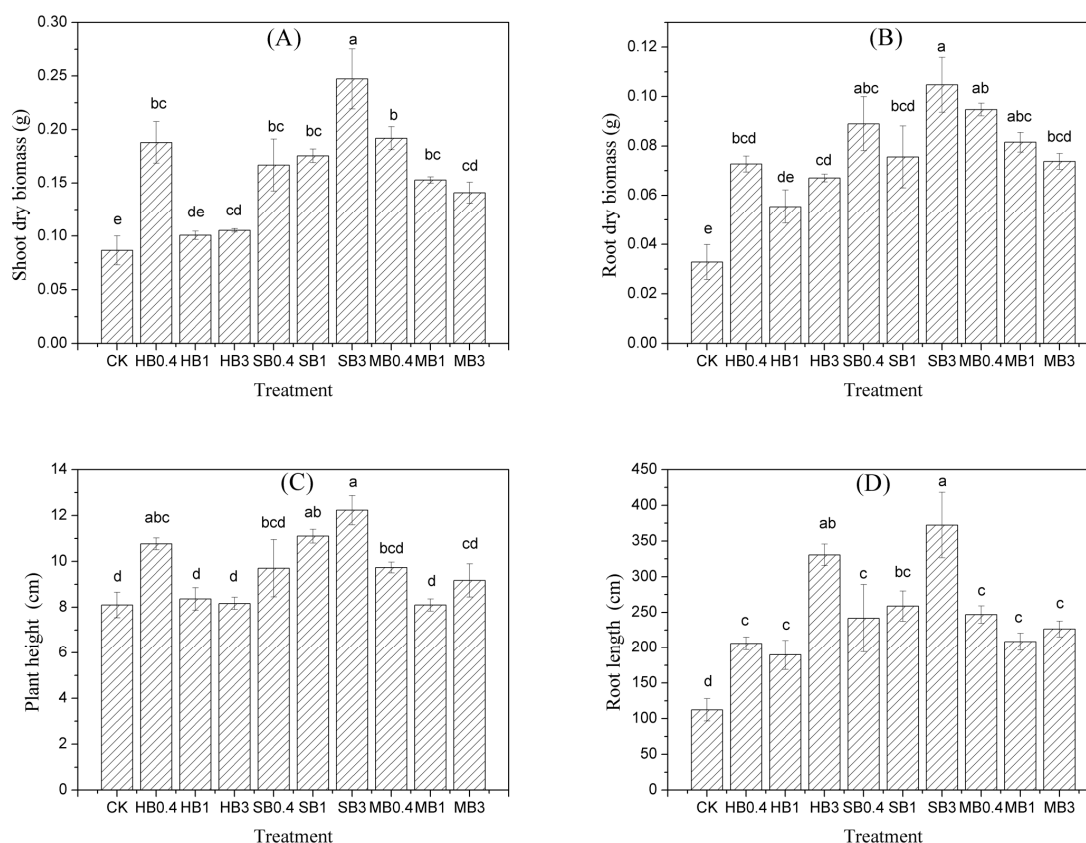 (A)
Shoot dry biomass (g)
0.30
0.25
0.20
0.15
0.10
0.05
0.00
e
bc
de
cd
bc
bc
a
b
bc
cd
CK HB0.4 HB1 HB3 SB0.4 SB1 SB3 MB0.4 MB1 MB3
Treatment
(B)
Root dry biomass (g)
0.12
0.10
0.08
0.06
0.04
0.02
0.00
e
bcd
de
cd
abc
bcd
a
ab
abc
bcd
CK HB0.4 HB1 HB3 SB0.4 SB1 SB3 MB0.4 MB1 MB3
Treatment
(C)
Plant height (cm)
14
12
10
8
6
4
2
0
d
abc
d
d
bcd
ab
a
bcd
d
cd
CK HB0.4 HB1 HB3 SB0.4 SB1 SB3 MB0.4 MB1 MB3
Treatment
(D)
Root length (cm)
450
400
350
300
250
200
150
100
50
0
d
c
c
ab
c
bc
a
c
c
c
CK HB0.4 HB1 HB3 SB0.4 SB1 SB3 MB0.4 MB1 MB3
Treatment